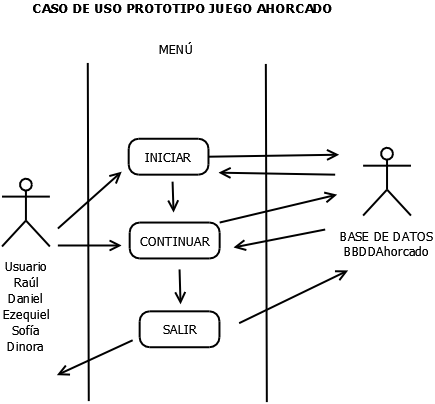 CASO DE USO PROTOTIPO JUEGO AHORCADO
MENÚ
INICIAR
CONTINUAR
SALIR
Usuario
Raúl
Daniel
Ezequiel
Sofía
Dinora
BASE DE DATOS
BBDDAhorcado